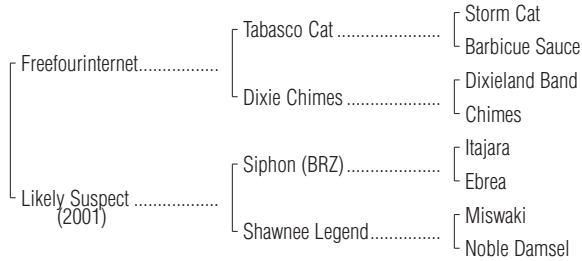 Storm Cat
Tabasco Cat ........................
Barbicue Sauce
Freefourinternet..................
Dixieland Band
Dixie Chimes ......................
Chimes
Itajara
Siphon (BRZ)......................
Ebrea
Likely Suspect ...................
(2001)
Miswaki
Shawnee Legend................
Noble Damsel